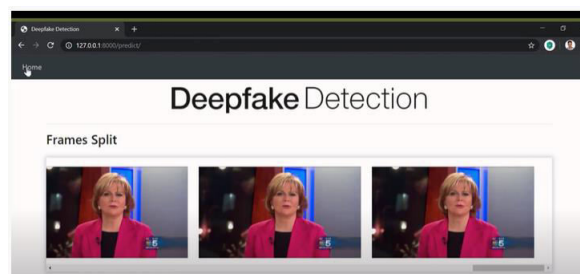 Deepfake Detection
127.0.0.1:8000/predict/
Home
Deepfake Detection
Frames Split